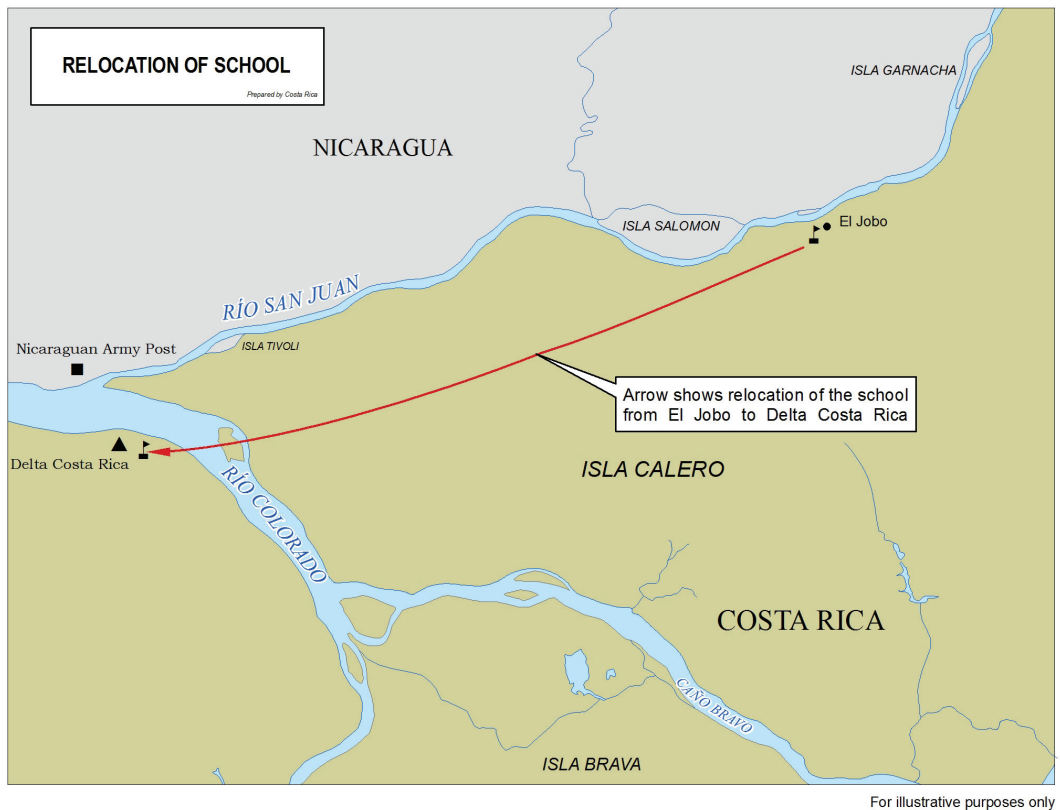 RELOCATION OF SCHOOL
Prepared by Costa Rica
ISLA GARNACHA
NICARAGUA
ISLA SALOMON
El Jobo
RÍO SAN JUAN
ISLA TIVOLI
Nicaraguan Army Post
Arrow shows relocation of the school
from El Jobo to Delta Costa Rica
Delta Costa Rica
ISLA CALERO
RÍO COLORADO
COSTA RICA
CAÑO BRAVO
ISLA BRAVA
For illustrative purposes only